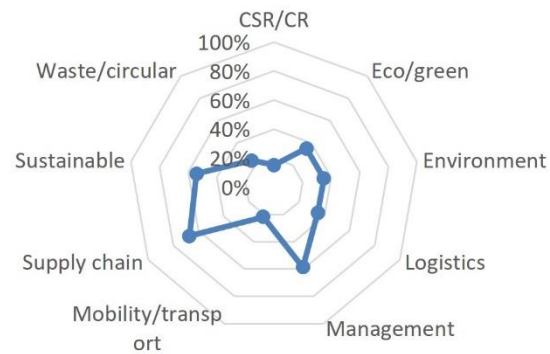 CSR/CR
100%
80%
60%
40%
20%
0%
Eco/green
Environment
Logistics
Management
Mobility/transp
ort
Supply chain
Sustainable
Waste/circular